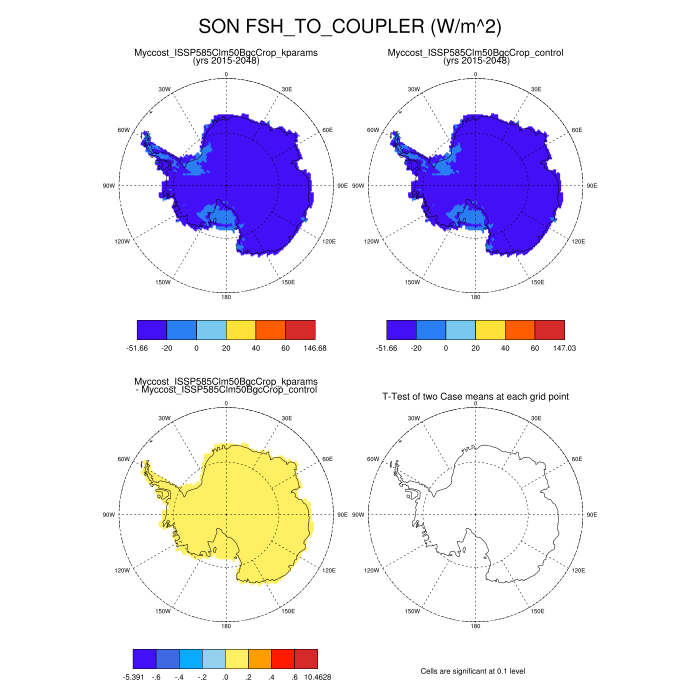 SON FSH_TO_COUPLER (W/m^2)
Myccost_ISSP585Clm50BgcCrop_kparams
(yrs 2015-2048)
0
30W 30E
60W 60E
90W 90E
120W 120E
150W 150E
180
-51.66 -20 0 20 40 60 146.68
Myccost_ISSP585Clm50BgcCrop_control
(yrs 2015-2048)
0
30W 30E
60W 60E
90W 90E
120W 120E
150W 150E
180
-51.66 -20 0 20 40 60 147.03
Myccost_ISSP585Clm50BgcCrop_kparams
- Myccost_ISSP585Clm50BgcCrop_control
0
30W 30E
60W 60E
90W 90E
120W 120E
150W 150E
180
-5.391 -.6 -.4 -.2 .0 .2 .4 .6 10.4628
T-Test of two Case means at each grid point
0
30W 30E
60W 60E
90W 90E
120W 120E
150W 150E
180
Cells are significant at 0.1 level